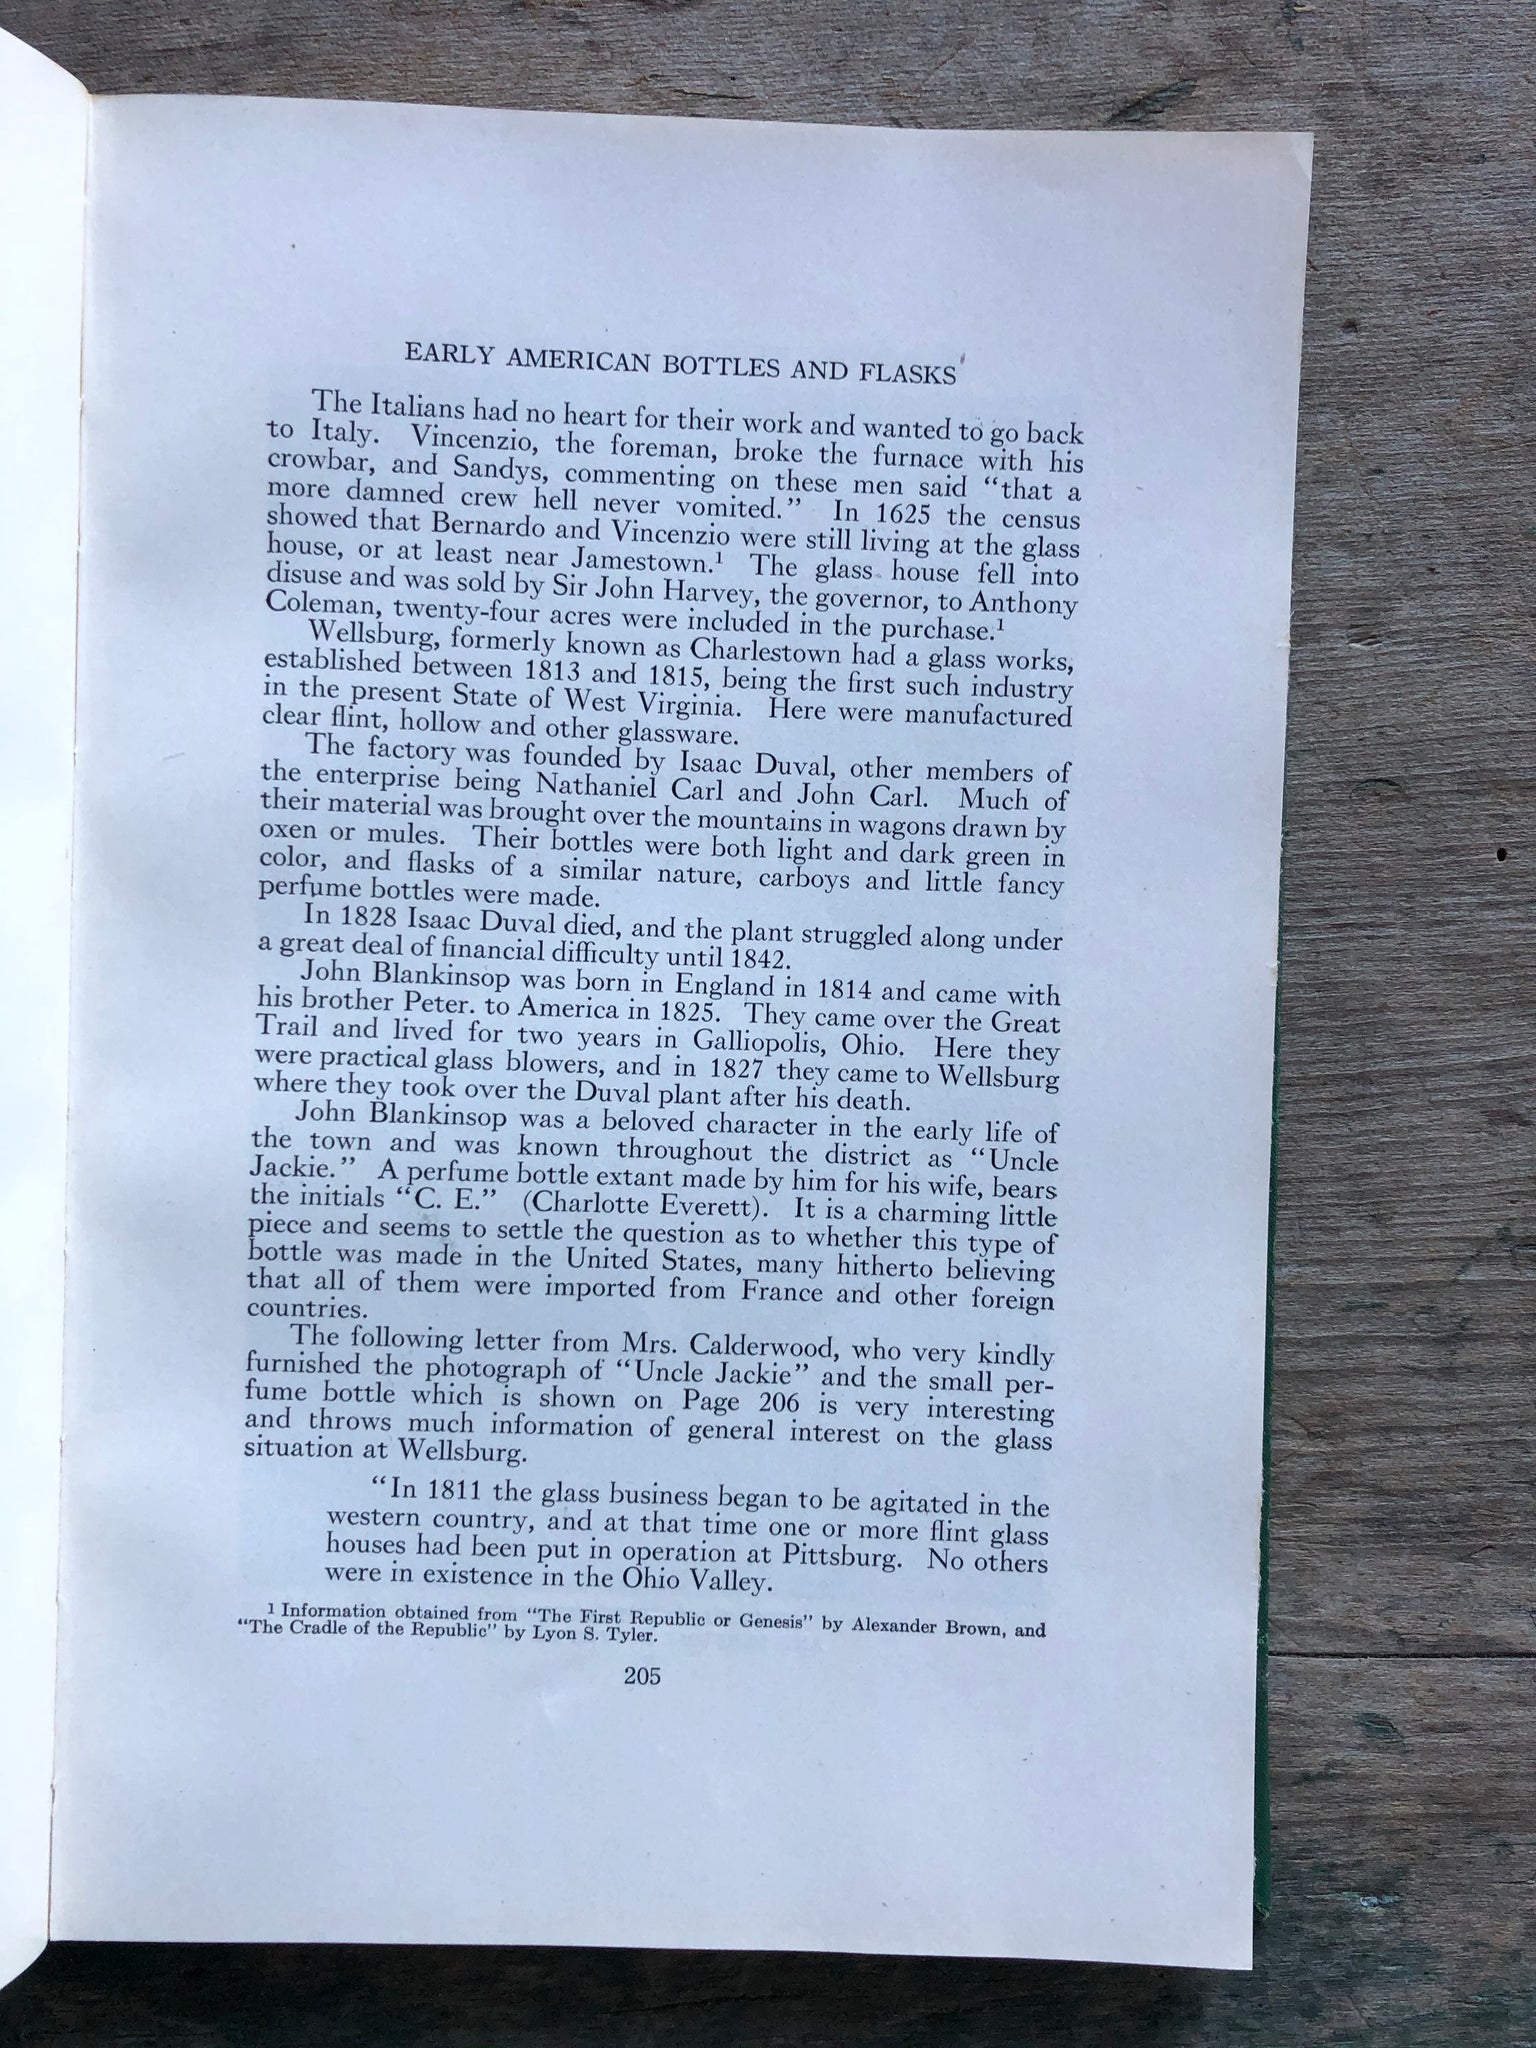 EARLY AMERICAN BOTTLES AND FLASKS
The Italians had no heart for their work and wanted to go back
to Italy. Vincenzio, the foreman, broke the furnace with his
crowbar, and Sandys, commenting on these men said “that a
more damned crew hell never vomited.” In 1625 the census
showed that Bernardo and Vincenzio were still living at the glass
house, or at least near Jamestown.¹ The glass house fell into
disuse and was sold by Sir John Harvey, the governor, to Anthony
Coleman, twenty-four acres were included in the purchase.¹
Wellsburg, formerly known as Charlestown had a glass works,
established between 1813 and 1815, being the first such industry
in the present State of West Virginia. Here were manufactured
clear flint, hollow and other glassware.
The factory was founded by Isaac Duval, other members of
the enterprise being Nathaniel Carl and John Carl. Much of
their material was brought over the mountains in wagons drawn by
oxen or mules. Their bottles were both light and dark green in
color, and flasks of a similar nature, carboys and little fancy
perfume bottles were made.
In 1828 Isaac Duval died, and the plant struggled along under
a great deal of financial difficulty until 1842.
John Blankinsop was born in England in 1814 and came with
his brother Peter. to America in 1825. They came over the Great
Trail and lived for two years in Galliopolis, Ohio. Here they
were practical glass blowers, and in 1827 they came to Wellsburg
where they took over the Duval plant after his death.
John Blankinsop was a beloved character in the early life of
the town and was known throughout the district as “Uncle
Jackie.” A perfume bottle extant made by him for his wife, bears
the initials “C. E.” (Charlotte Everett). It is a charming little
piece and seems to settle the question as to whether this type of
bottle was made in the United States, many hitherto believing
that all of them were imported from France and other foreign
countries.
The following letter from Mrs. Calderwood, who very kindly
furnished the photograph of “Uncle Jackie” and the small per-
fume bottle which is shown on Page 206 is very interesting
and throws much information of general interest on the glass
situation at Wellsburg.
“In 1811 the glass business began to be agitated in the
western country, and at that time one or more flint glass
houses had been put in operation at Pittsburg. No others
were in existence in the Ohio Valley.
1 Information obtained from “The First Republic or Genesis” by Alexander Brown, and
“The Cradle of the Republic” by Lyon S. Tyler.
205